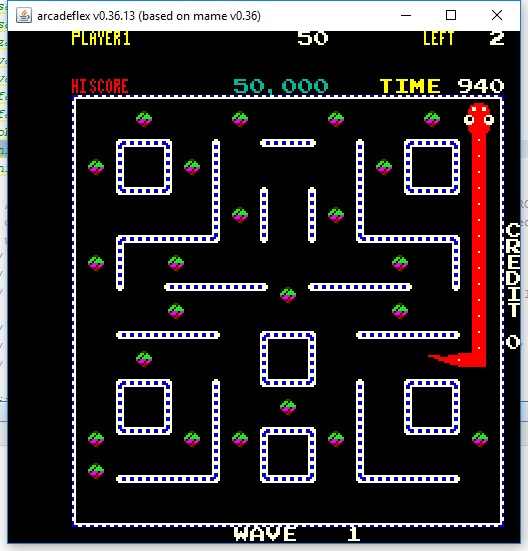 arcadeflex v0.36.13 (based on mame v0.36)
PLAYER1 50 LEFT 2
HISCORE 50,000 TIME 940
CREDIT 0
WAVE 1